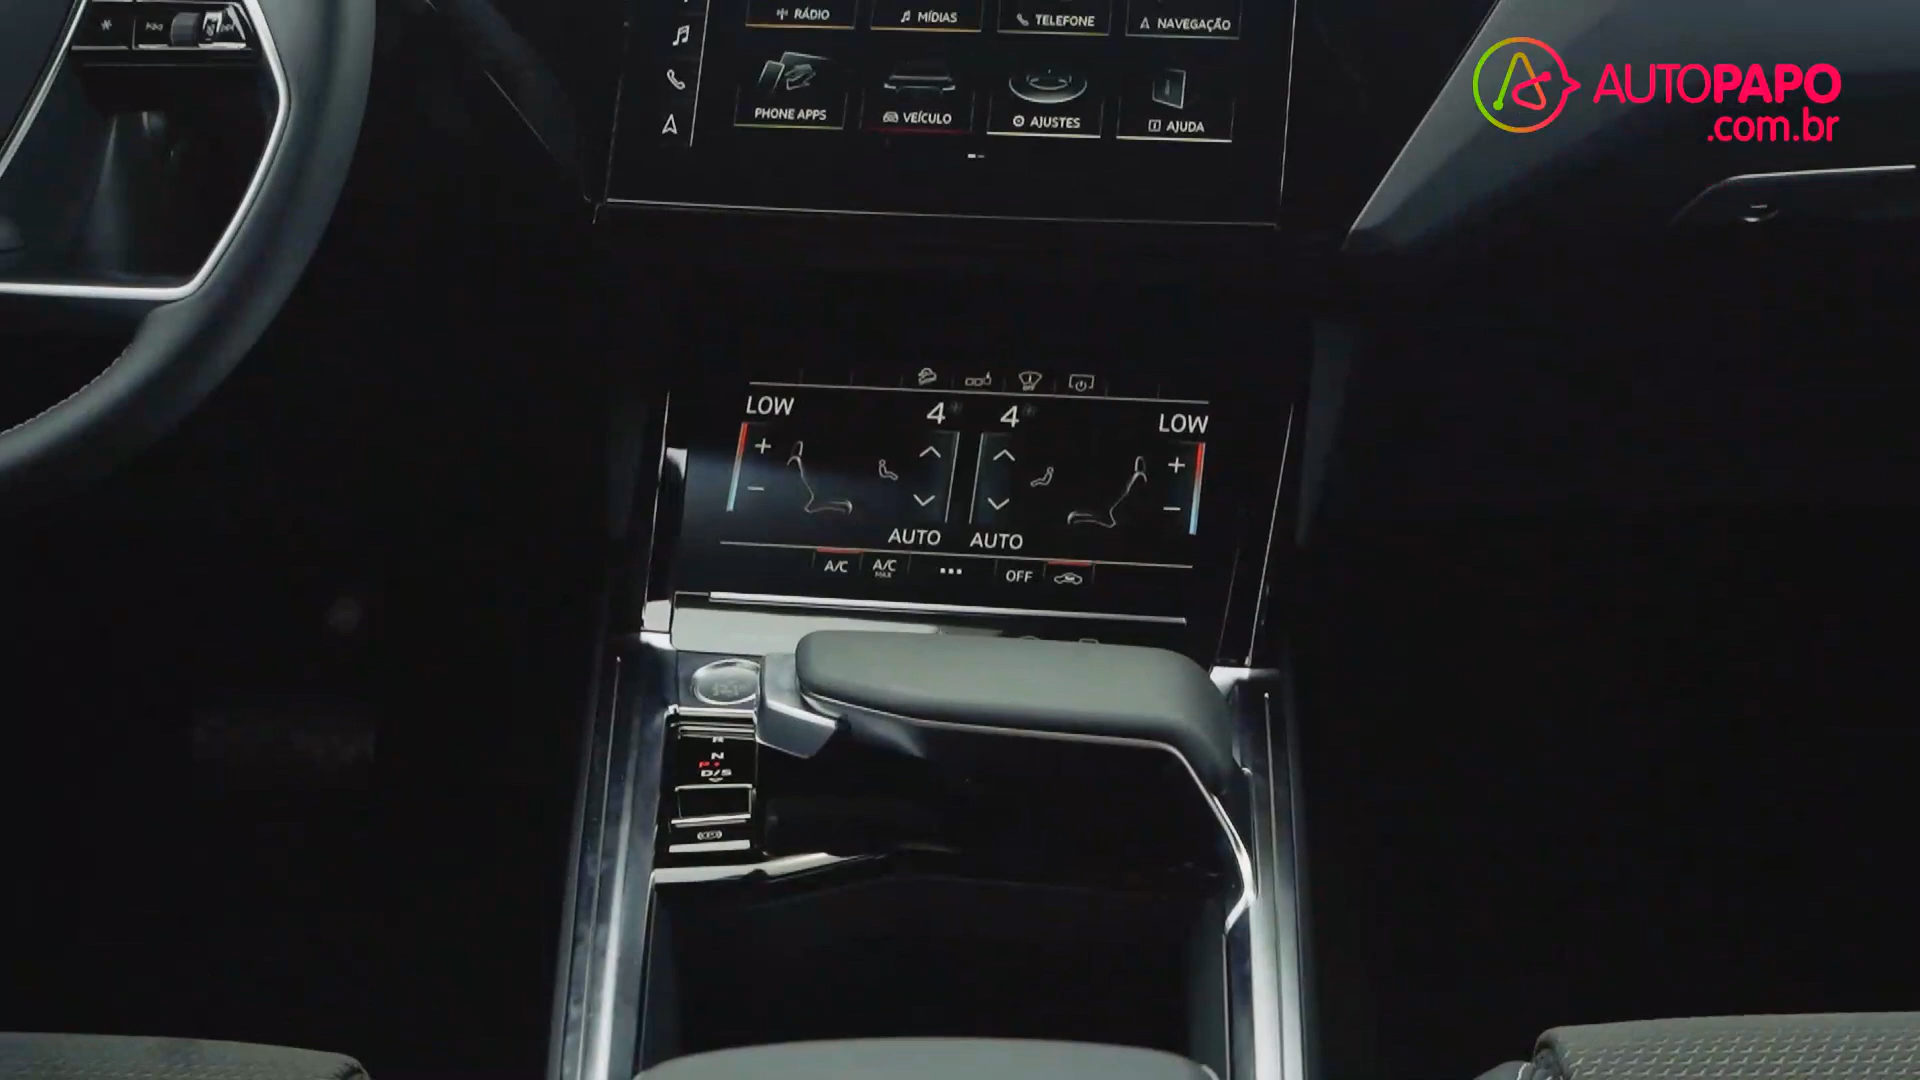 RÁDIO
MÍDIAS
TELEFONE
NAVEGAÇÃO
AUTOPAPO
.com.br
PHONE APPS
VEÍCULO
AJUSTES
AJUDA
LOW
4
4
LOW
+
+
−
−
AUTO
AUTO
A/C
A/C
MAX
...
OFF
R
N
P
D/S